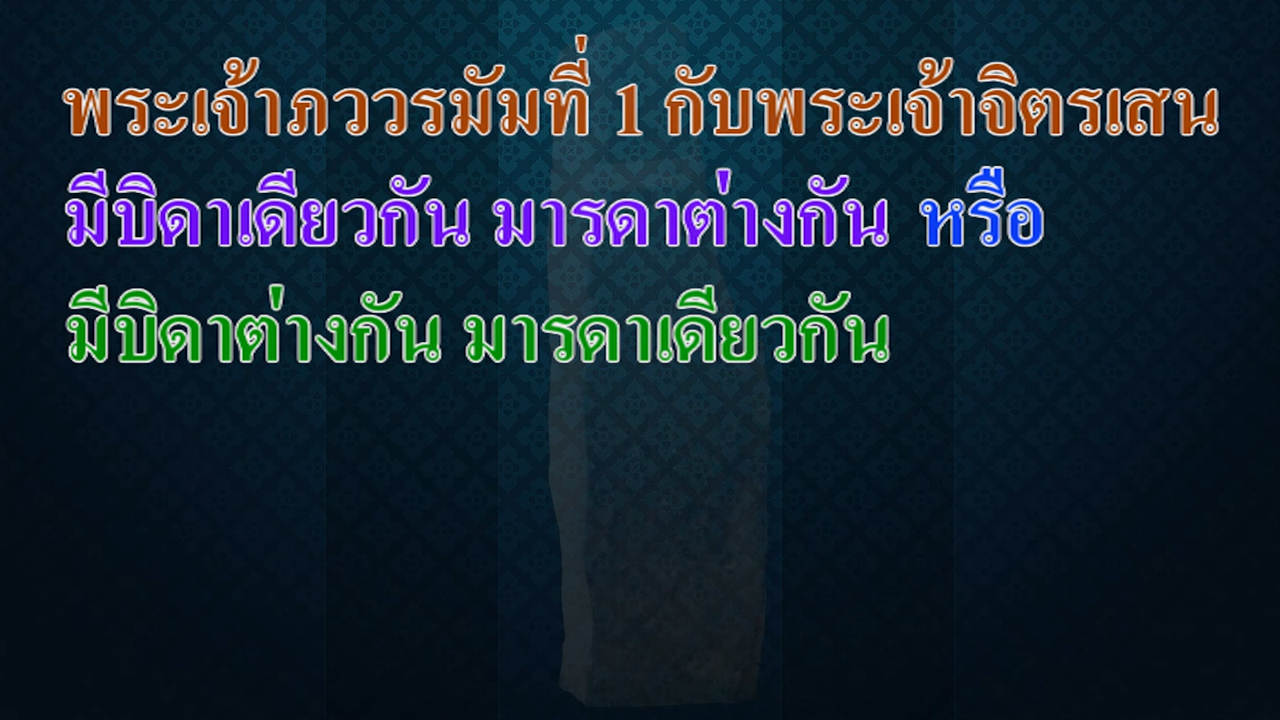 พระเจ้าภววรมัมที่ 1 กับพระเจ้าจิตรเสน
มีบิดาเดียวกัน มารดาต่างกัน หรือ
มีบิดาต่างกัน มารดาเดียวกัน